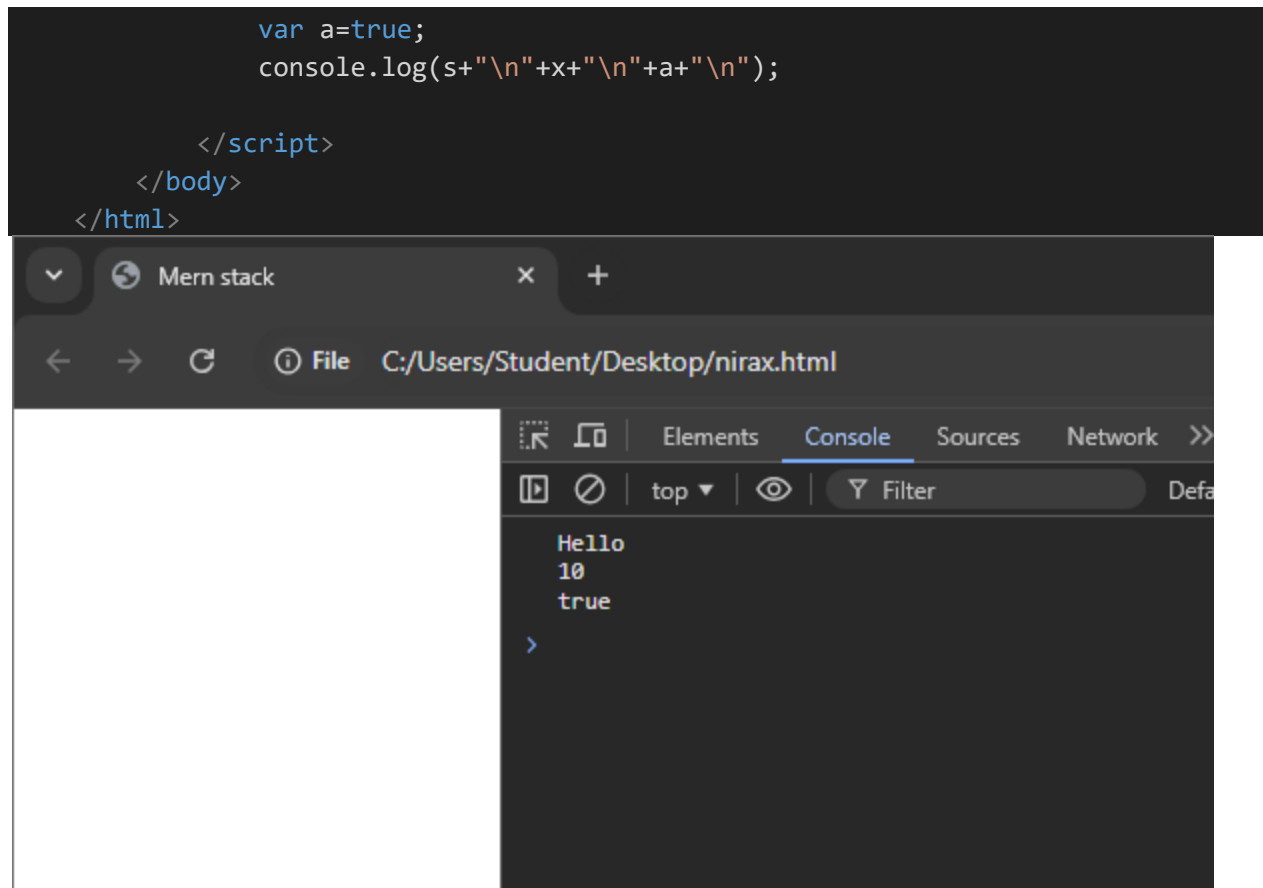 var a=true;
console.log(s+"\n"+x+"\n"+a+"\n");
</script>
</body>
</html>
Mern stack
File C:/Users/Student/Desktop/nirax.html
Elements Console Sources Network
top Filter Defa
Hello
10
true